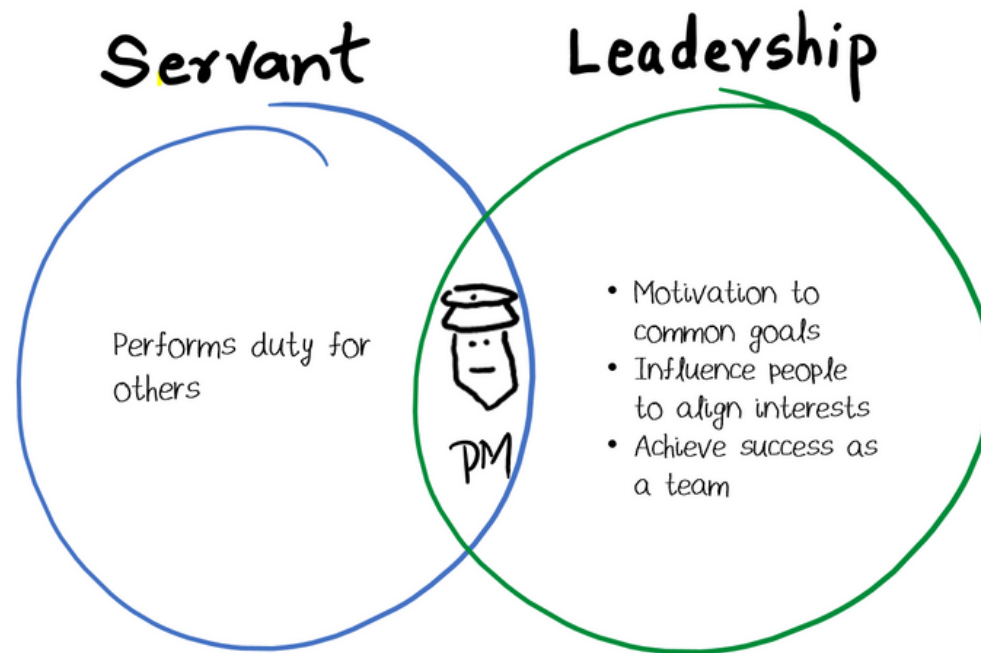 Servant
Leadership
Performs duty for
others
PM
• Motivation to
common goals
• Influence people
to align interests
• Achieve success as
a team